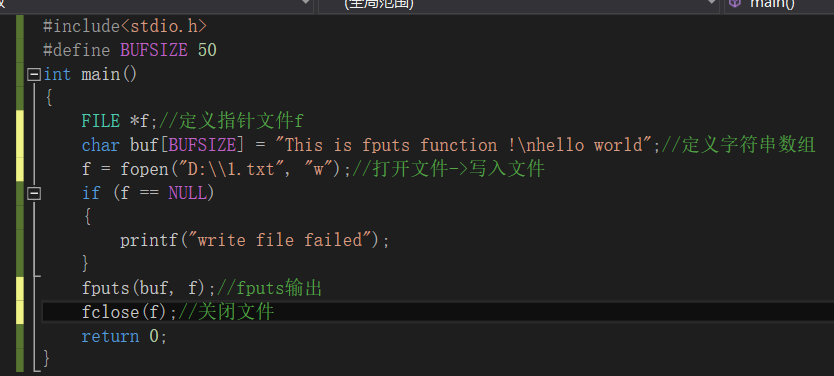 (全局范围) main()
#include<stdio.h>
#define BUFSIZE 50
int main()
{
FILE *f;//定义指针文件f
char buf[BUFSIZE] = "This is fputs function !\nhello world";//定义字符串数组
f = fopen("D:\\1.txt", "w");//打开文件->写入文件
if (f == NULL)
{
printf("write file failed");
}
fputs(buf, f);//fputs输出
fclose(f);//关闭文件
return 0;
}